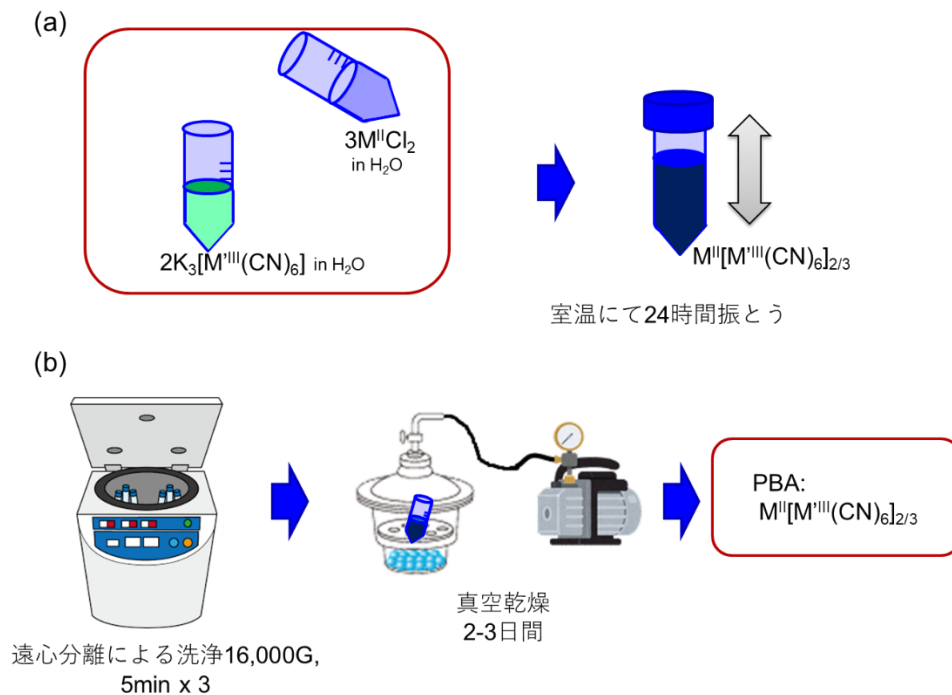 (a)
3MᴵᴵCl₂
in H₂O
2K₃[M'ᴵᴵᴵ(CN)₆] in H₂O
Mᴵᴵ[M'ᴵᴵᴵ(CN)₆]₂/₃
室温にて24時間振とう
(b)
PBA:
Mᴵᴵ[M'ᴵᴵᴵ(CN)₆]₂/₃
真空乾燥
2-3日間
遠心分離による洗浄16,000G,
5min x 3